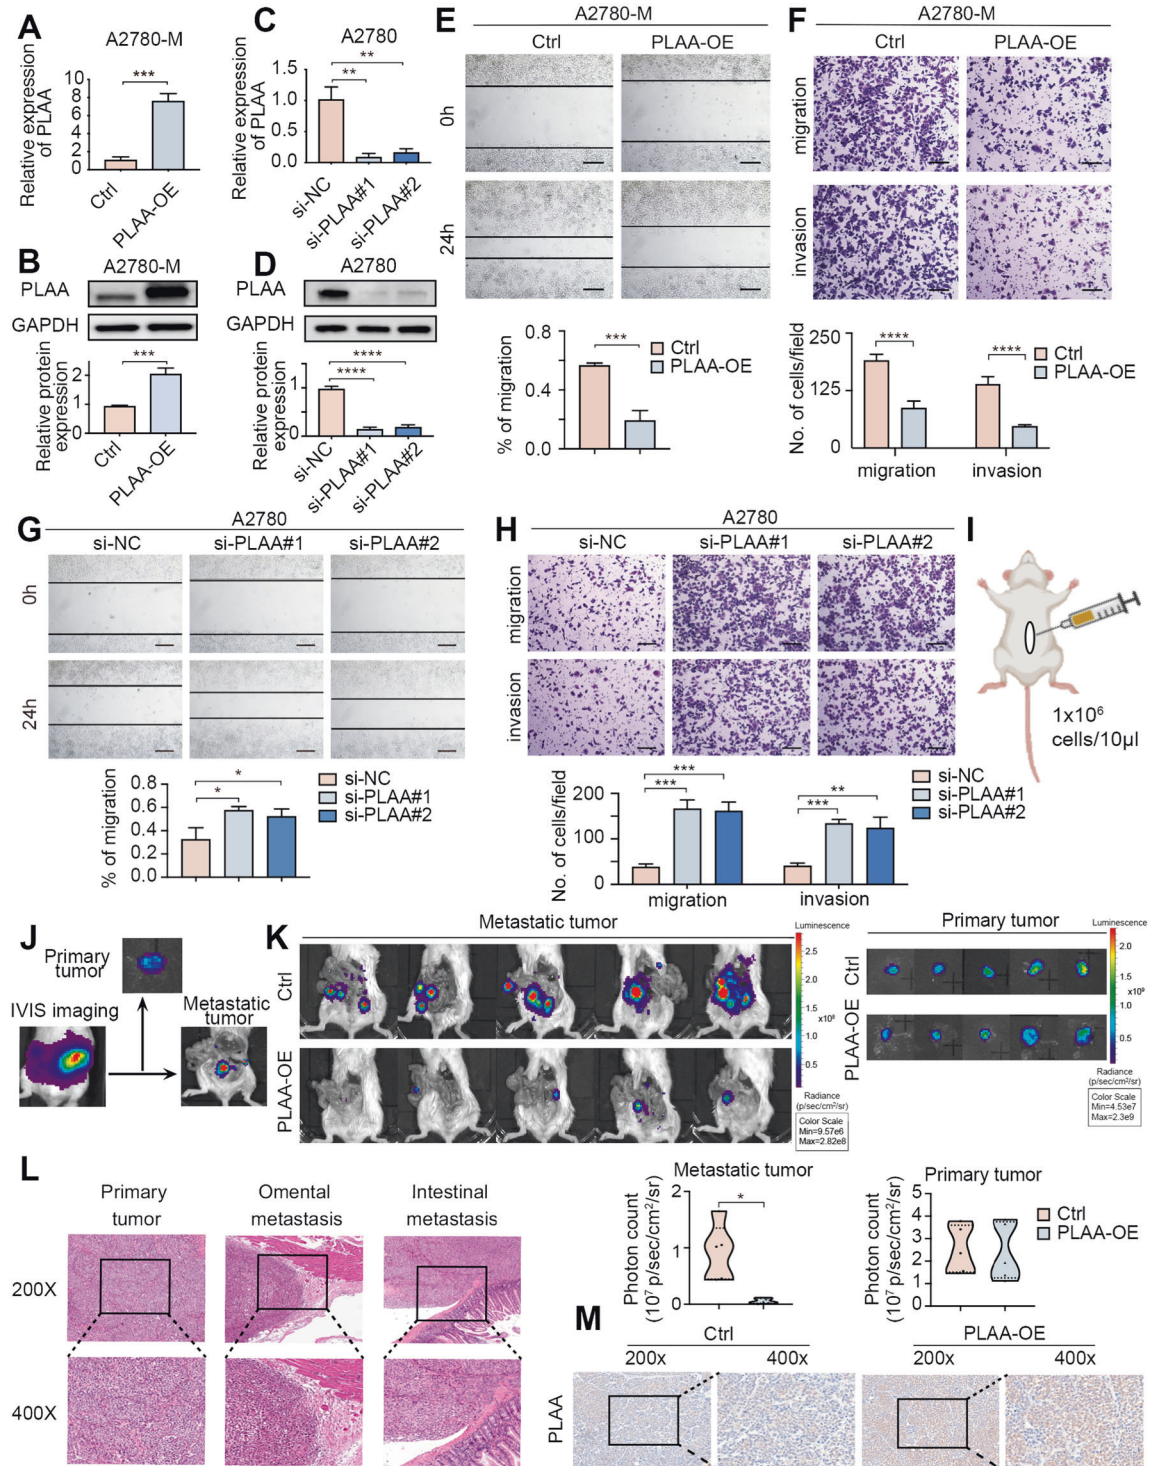 A
A2780-M
Relative expression
of PLAA
10
8
6
4
2
0
***
Ctrl
PLAA-OE
B
A2780-M
PLAA
GAPDH
Relative protein
expression
2
1
0
***
Ctrl
PLAA-OE
C
A2780
Relative expression
of PLAA
1.5
1.0
0.5
0.0
**
**
si-NC
si-PLAA#1
si-PLAA#2
D
A2780
PLAA
GAPDH
Relative protein
expression
1
0
****
****
si-NC
si-PLAA#1
si-PLAA#2
E
A2780-M
Ctrl
PLAA-OE
0h
24h
% of migration
0.8
0.4
0.0
***
Ctrl
PLAA-OE
F
A2780-M
Ctrl
PLAA-OE
migration
invasion
No. of cells/field
250
125
0
****
****
migration
invasion
Ctrl
PLAA-OE
G
A2780
si-NC
si-PLAA#1
si-PLAA#2
0h
24h
% of migration
0.8
0.6
0.4
0.2
0.0
*
*
si-NC
si-PLAA#1
si-PLAA#2
H
A2780
si-NC
si-PLAA#1
si-PLAA#2
migration
invasion
No. of cells/field
200
100
0
***
***
**
***
migration
invasion
si-NC
si-PLAA#1
si-PLAA#2
I
1x10⁶
cells/10µl
J
Primary
tumor
IVIS imaging
Metastatic
tumor
K
Metastatic tumor
Ctrl
PLAA-OE
Luminescence
2.5
2.0
1.5
x10⁸
1.0
0.5
Radiance
(p/sec/cm²/sr)
Color Scale
Min=9.57e6
Max=2.82e8
Primary tumor
Ctrl
PLAA-OE
Luminescence
2.0
1.5
x10⁹
1.0
0.5
Radiance
(p/sec/cm²/sr)
Color Scale
Min=4.53e7
Max=2.3e9
Metastatic tumor
Photon count
(10⁷ p/sec/cm²/sr)
2
1
0
*
Primary tumor
Photon count
(10⁷ p/sec/cm²/sr)
5
4
3
2
1
0
Ctrl
PLAA-OE
L
Primary
tumor
Omental
metastasis
Intestinal
metastasis
200X
400X
M
Ctrl
PLAA-OE
200x
400x
200x
400x
PLAA